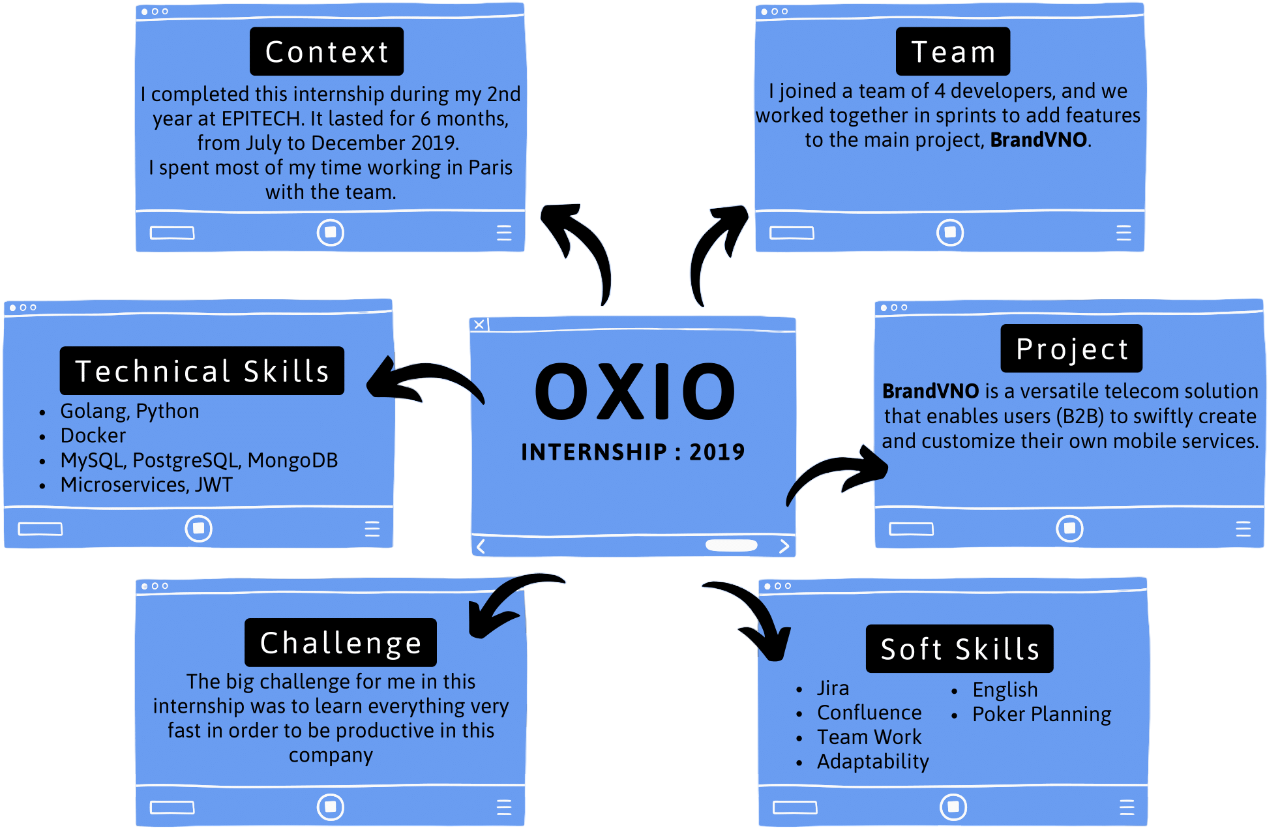 Context
I completed this internship during my 2nd
year at EPITECH. It lasted for 6 months,
from July to December 2019.
I spent most of my time working in Paris
with the team.
Team
I joined a team of 4 developers, and we
worked together in sprints to add features
to the main project, BrandVNO.
Technical Skills
• Golang, Python
• Docker
• MySQL, PostgreSQL, MongoDB
• Microservices, JWT
OXIO
INTERNSHIP : 2019
Project
BrandVNO is a versatile telecom solution
that enables users (B2B) to swiftly create
and customize their own mobile services.
Challenge
The big challenge for me in this
internship was to learn everything very
fast in order to be productive in this
company
Soft Skills
• Jira
• Confluence
• Team Work
• Adaptability
• English
• Poker Planning